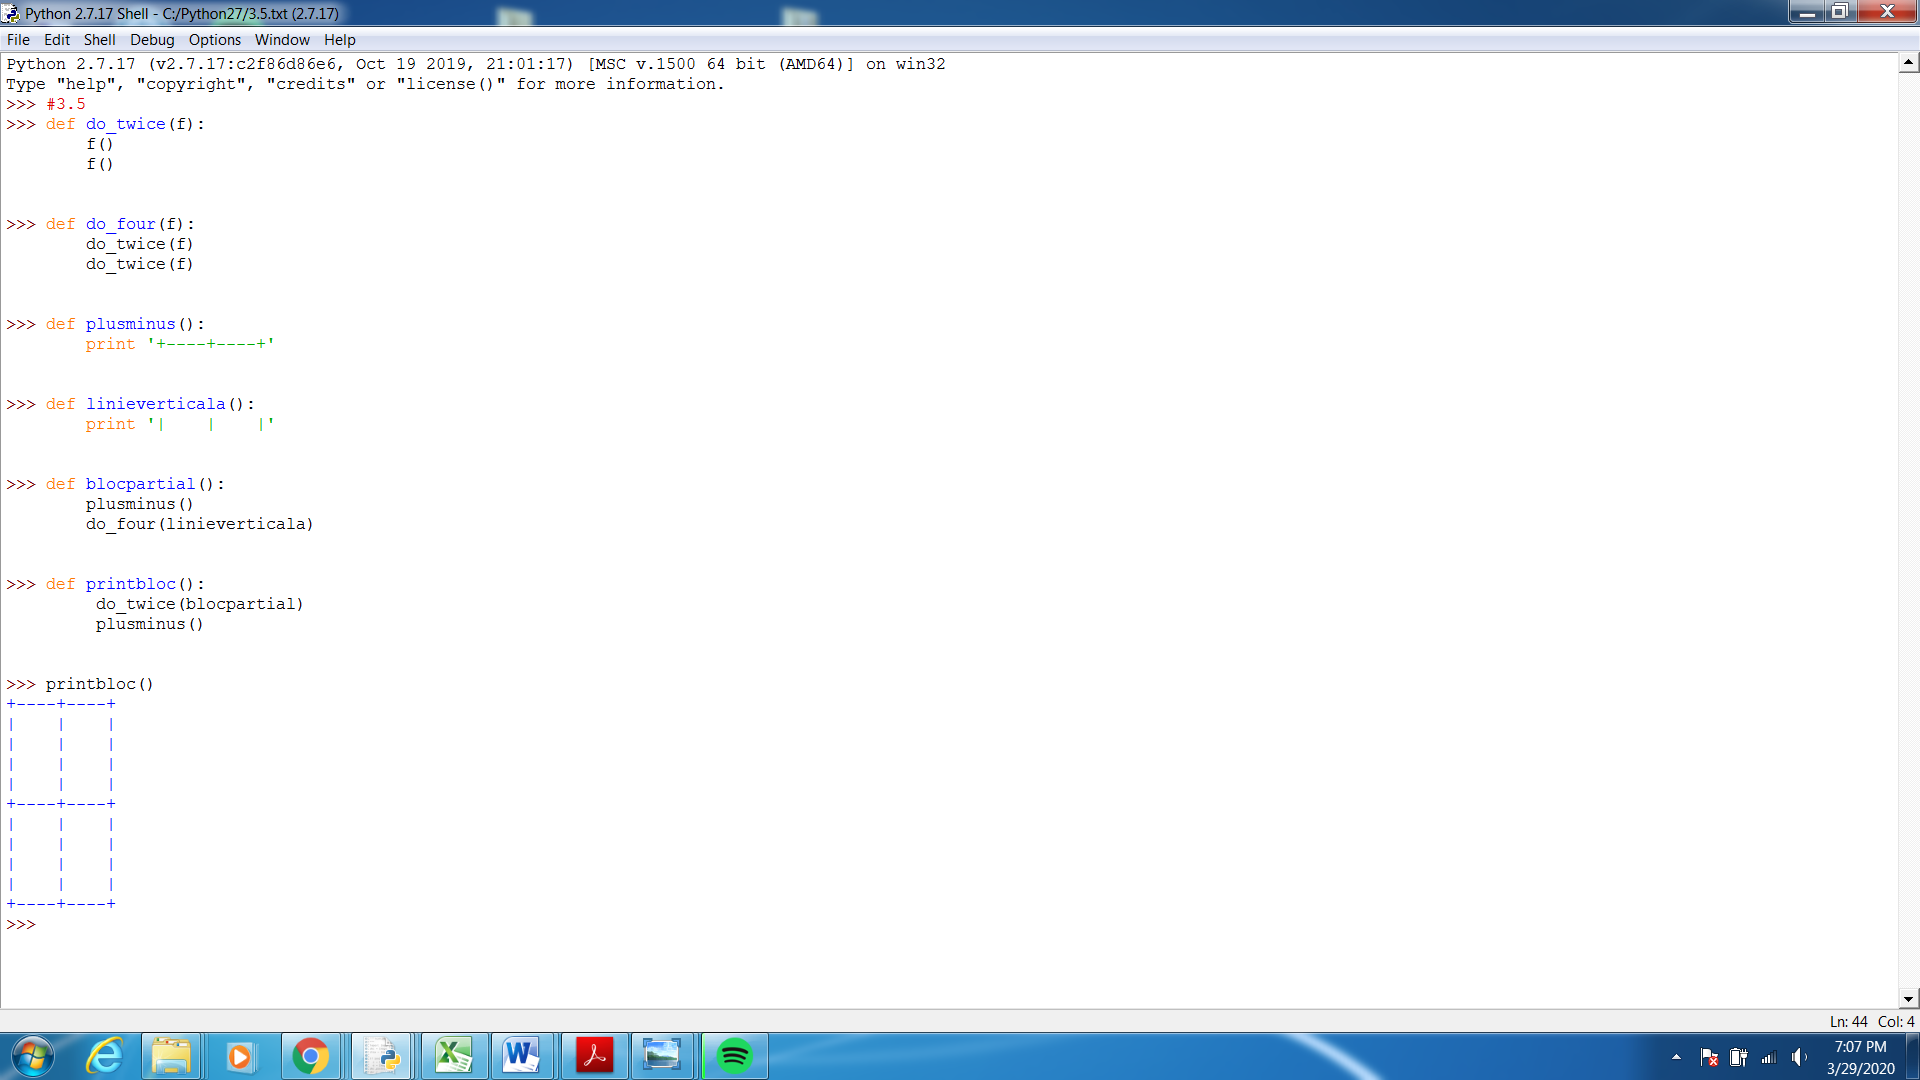 Python 2.7.17 Shell - C:/Python27/3.5.txt (2.7.17)
File Edit Shell Debug Options Window Help
Python 2.7.17 (v2.7.17:c2f86d86e6, Oct 19 2019, 21:01:17) [MSC v.1500 64 bit (AMD64)] on win32
Type "help", "copyright", "credits" or "license()" for more information.
>>> #3.5
>>> def do_twice(f):
        f()
        f()
>>> def do_four(f):
        do_twice(f)
        do_twice(f)
>>> def plusminus():
        print '+----+----+'
>>> def linieverticala():
        print '|    |    |'
>>> def blocpartial():
        plusminus()
        do_four(linieverticala)
>>> def printbloc():
         do_twice(blocpartial)
         plusminus()
>>> printbloc()
+----+----+
|    |    |
|    |    |
|    |    |
|    |    |
+----+----+
|    |    |
|    |    |
|    |    |
|    |    |
+----+----+
>>>
Ln: 44 Col: 4
7:07 PM
3/29/2020